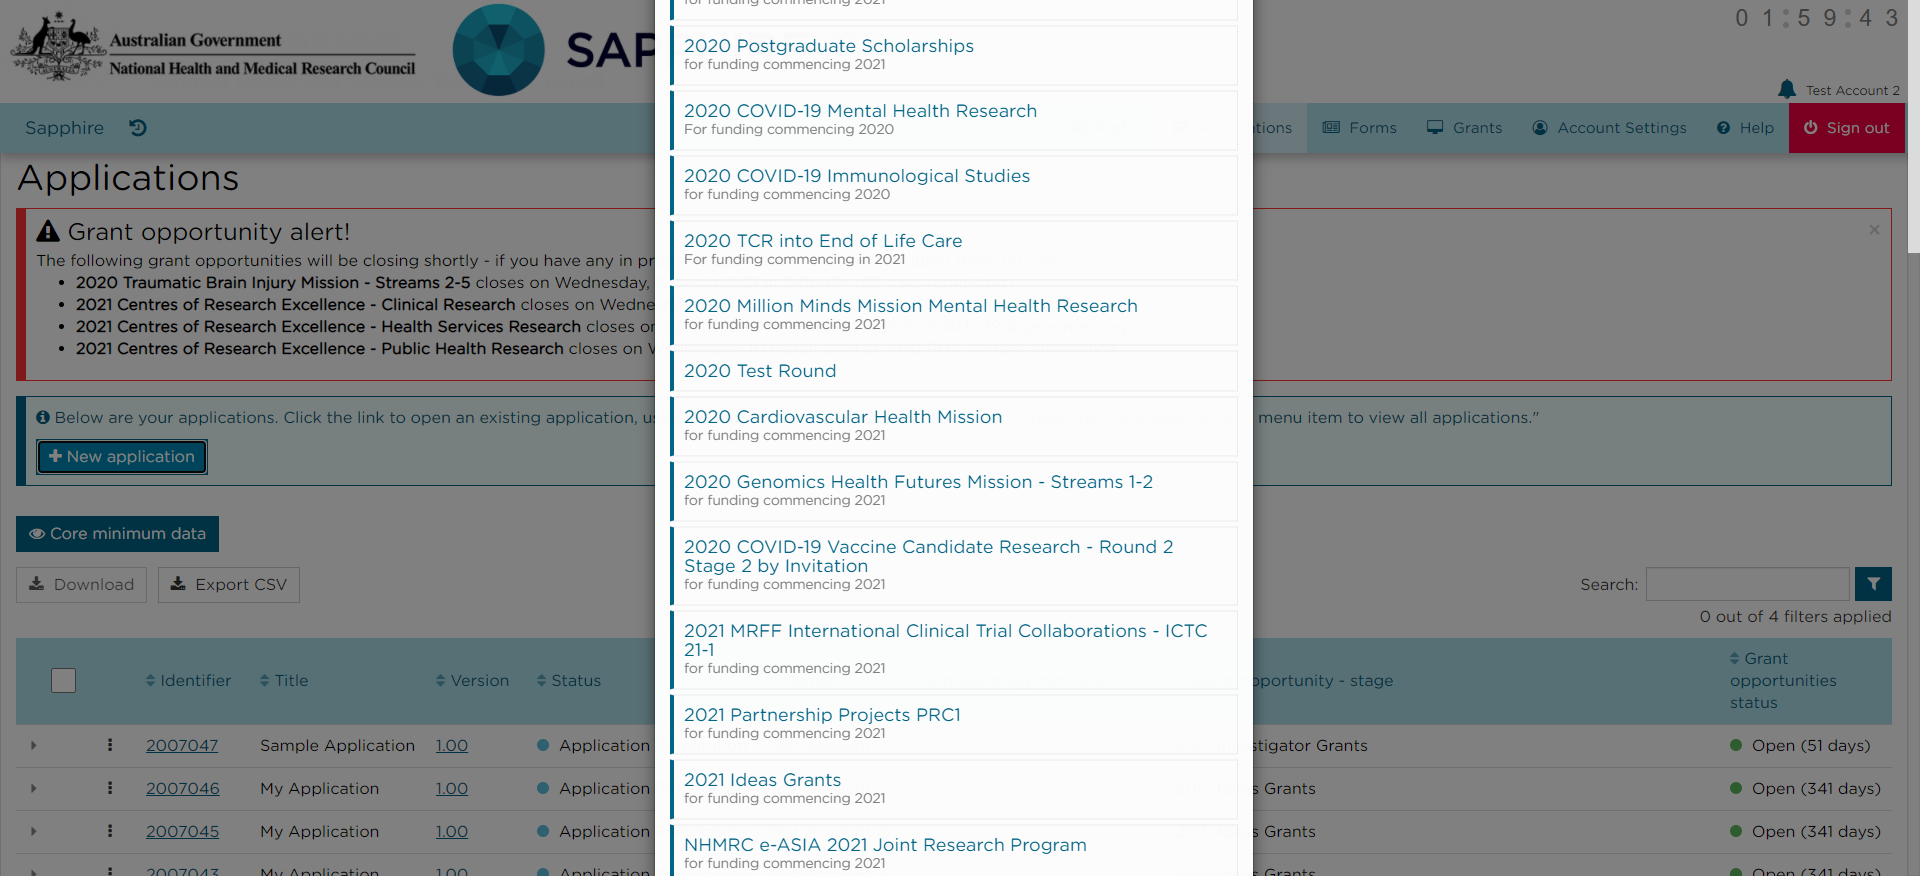 Australian Government
National Health and Medical Research Council
SAP
01:59:43
Test Account 2
Sapphire
tions
Forms
Grants
Account Settings
Help
Sign out
Applications
Grant opportunity alert!
The following grant opportunities will be closing shortly - if you have any in pr
2020 Traumatic Brain Injury Mission - Streams 2-5 closes on Wednesday,
2021 Centres of Research Excellence - Clinical Research closes on Wedne
2021 Centres of Research Excellence - Health Services Research closes or
2021 Centres of Research Excellence - Public Health Research closes on
Below are your applications. Click the link to open an existing application, us
menu item to view all applications."
New application
Core minimum data
Download
Export CSV
Search:
0 out of 4 filters applied
Identifier
Title
Version
Status
pportunity - stage
Grant
opportunities
status
2007047 Sample Application 1.00 Application stigator Grants Open (51 days)
2007046 My Application 1.00 Application s Grants Open (341 days)
2007045 My Application 1.00 Application s Grants Open (341 days)
2007043 My Application 1.00 Application s Grants Open (341 days)
for funding commencing 2021
2020 Postgraduate Scholarships
for funding commencing 2021
2020 COVID-19 Mental Health Research
For funding commencing 2020
2020 COVID-19 Immunological Studies
for funding commencing 2020
2020 TCR into End of Life Care
For funding commencing in 2021
2020 Million Minds Mission Mental Health Research
for funding commencing 2021
2020 Test Round
2020 Cardiovascular Health Mission
for funding commencing 2021
2020 Genomics Health Futures Mission - Streams 1-2
for funding commencing 2021
2020 COVID-19 Vaccine Candidate Research - Round 2
Stage 2 by Invitation
for funding commencing 2021
2021 MRFF International Clinical Trial Collaborations - ICTC
21-1
for funding commencing 2021
2021 Partnership Projects PRC1
for funding commencing 2021
2021 Ideas Grants
for funding commencing 2021
NHMRC e-ASIA 2021 Joint Research Program
for funding commencing 2021